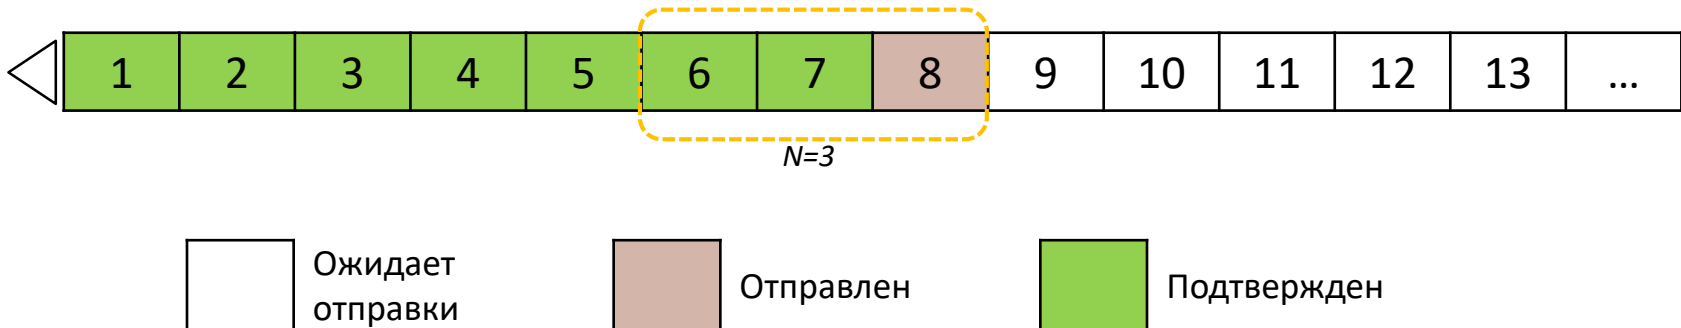 1 2 3 4 5 6 7 8 9 10 11 12 13 ...
N=3
Ожидает
отправки
Отправлен
Подтвержден